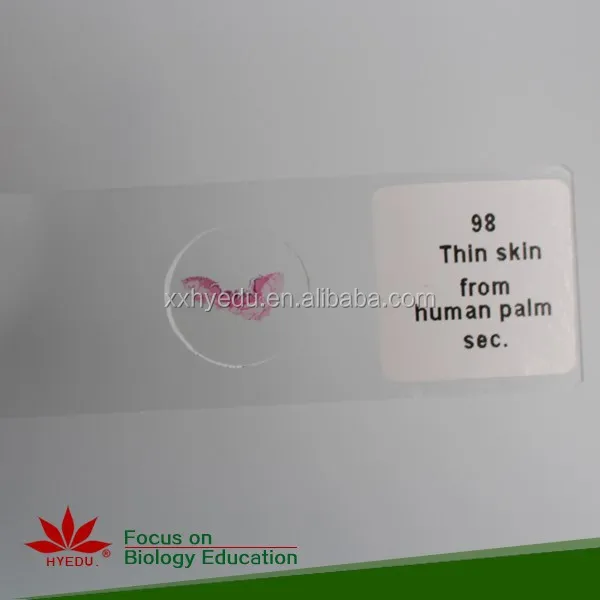 98
Thin skin
from
human palm
sec.
xxhyedu.en.alibaba.com
HYEDU.
Focus on
Biology Education